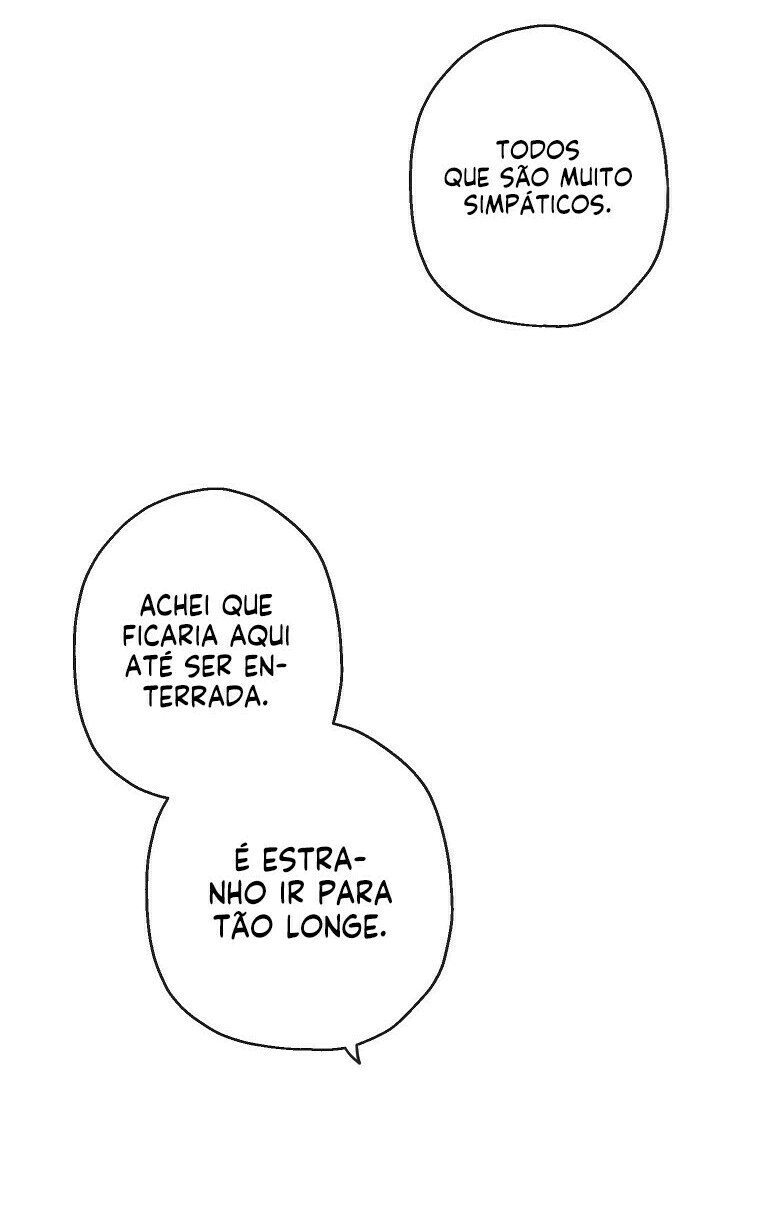 TODOS
QUE SÃO MUITO
SIMPÁTICOS.
ACHEI QUE
FICARIA AQUI
ATÉ SER EN-
TERRADA.
É ESTRA-
NHO IR PARA
TÃO LONGE.